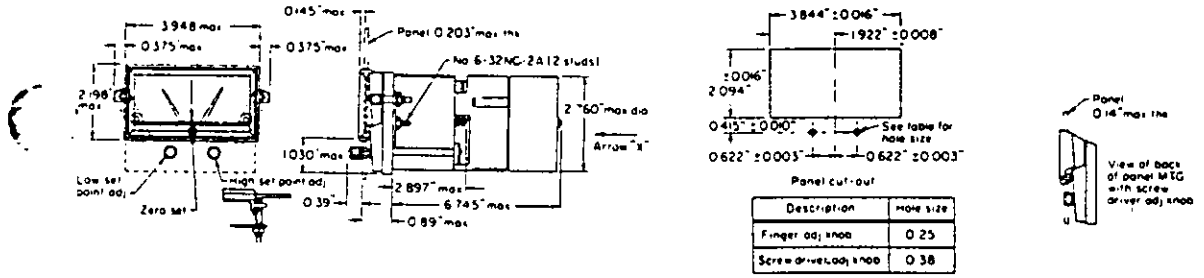 3.948" max
0.375" max
0.375" max
2.198" max
Low set point adj
High set point adj
Zero set
0.145" max
Panel 0.203" max thk
No. 6-32NC-2A (2 studs)
max dia
Arrow "X"
1.030" max
2.897" max
0.39"
6.745" max
0.89" max
3.844" ±0.016"
1.922" ±0.008"
±0.016"
2.094"
0.415" ±0.010"
See table for hole size
0.622" ±0.003"
0.622" ±0.003"
Panel cut-out
Description Hole size
Finger adj knob 0.25
Screw driver adj knob 0.38
Panel
0.14" max thk
View of back
of panel MTG
with screw
driver adj knob